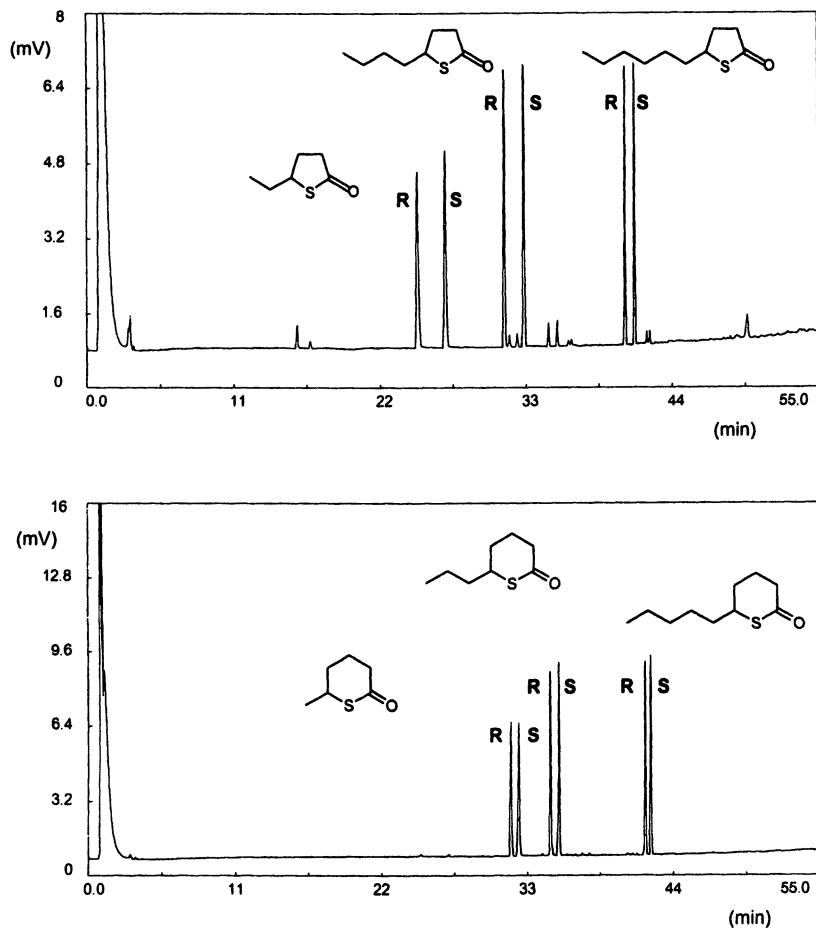 8
(mV)
6.4
4.8
3.2
1.6
0
S O
S O
S O
R S
R S
R S
0.0 11 22 33 44 55.0
(min)
16
(mV)
12.8
9.6
6.4
3.2
0
S O
S O
S O
R S
R S
R S
0.0 11 22 33 44 55.0
(min)